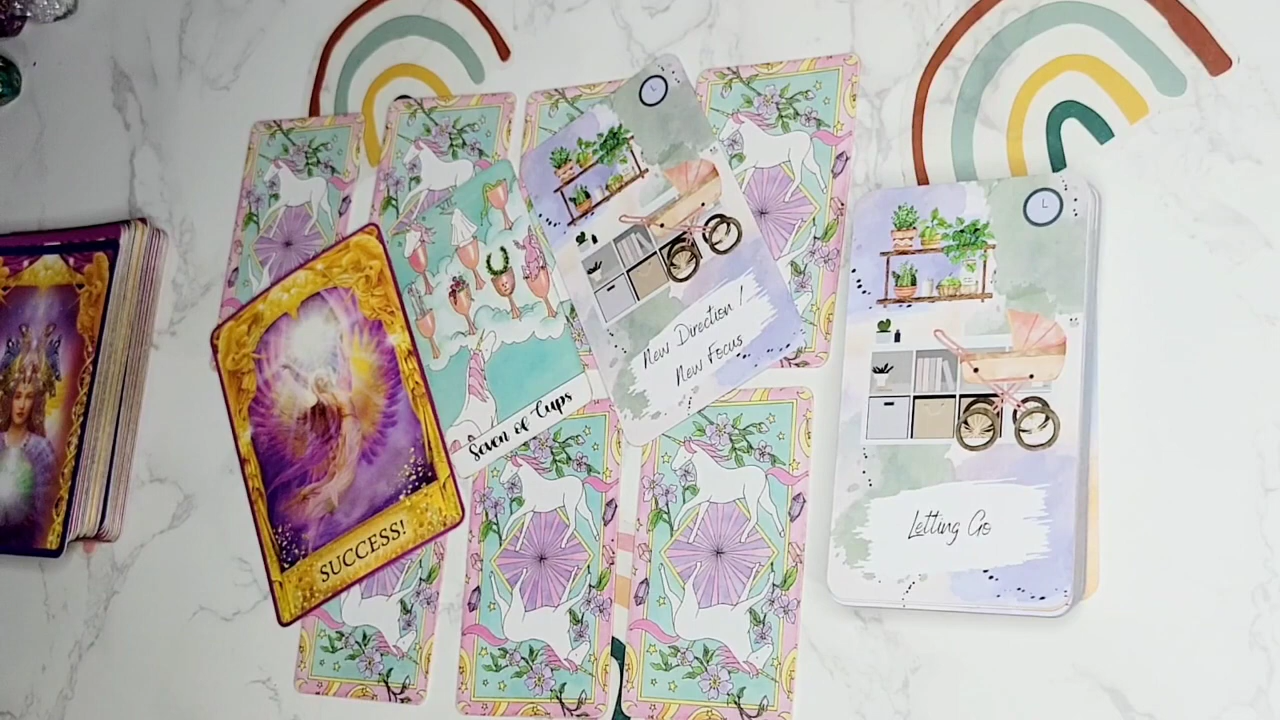 SUCCESS!
Seven of Cups
New Direction /
New Focus
Letting Go